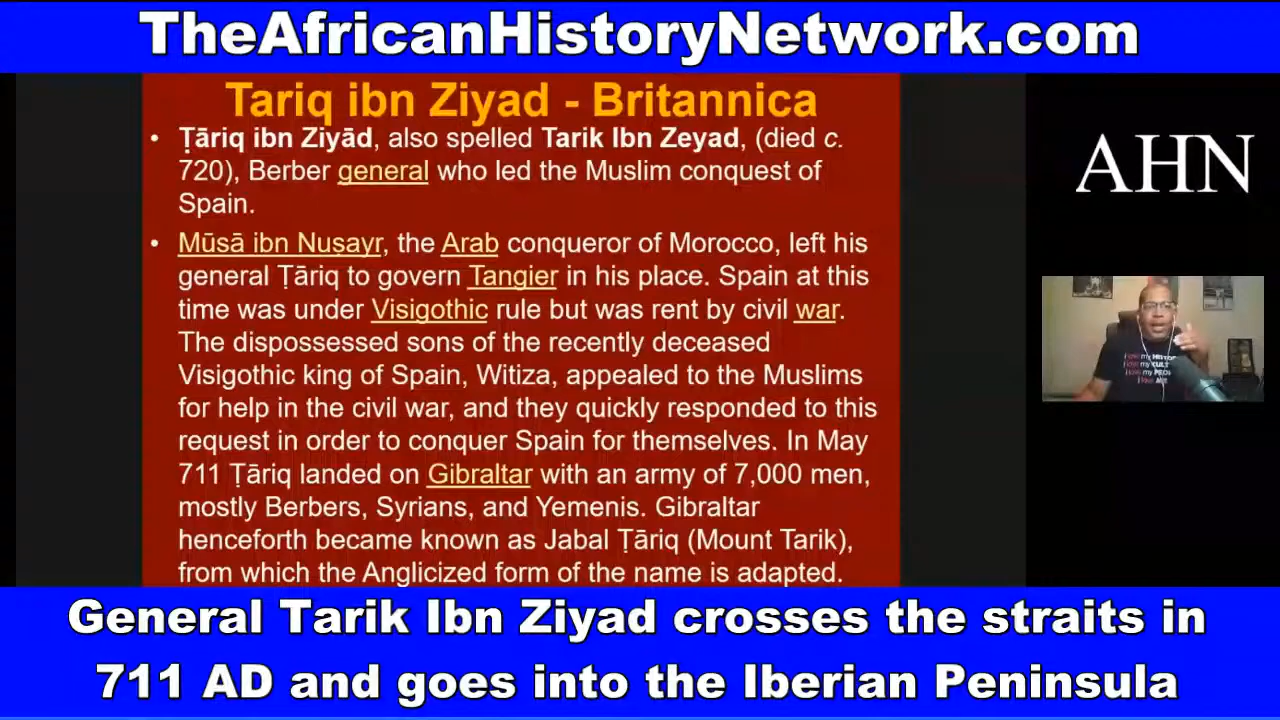 TheAfricanHistoryNetwork.com
Tariq ibn Ziyad - Britannica
• Ṭāriq ibn Ziyād, also spelled Tarik Ibn Zeyad, (died c.
720), Berber general who led the Muslim conquest of
Spain.
• Mūsā ibn Nuṣayr, the Arab conqueror of Morocco, left his
general Ṭāriq to govern Tangier in his place. Spain at this
time was under Visigothic rule but was rent by civil war.
The dispossessed sons of the recently deceased
Visigothic king of Spain, Witiza, appealed to the Muslims
for help in the civil war, and they quickly responded to this
request in order to conquer Spain for themselves. In May
711 Ṭāriq landed on Gibraltar with an army of 7,000 men,
mostly Berbers, Syrians, and Yemenis. Gibraltar
henceforth became known as Jabal Ṭāriq (Mount Tarik),
from which the Anglicized form of the name is adapted.
AHN
General Tarik Ibn Ziyad crosses the straits in
711 AD and goes into the Iberian Peninsula